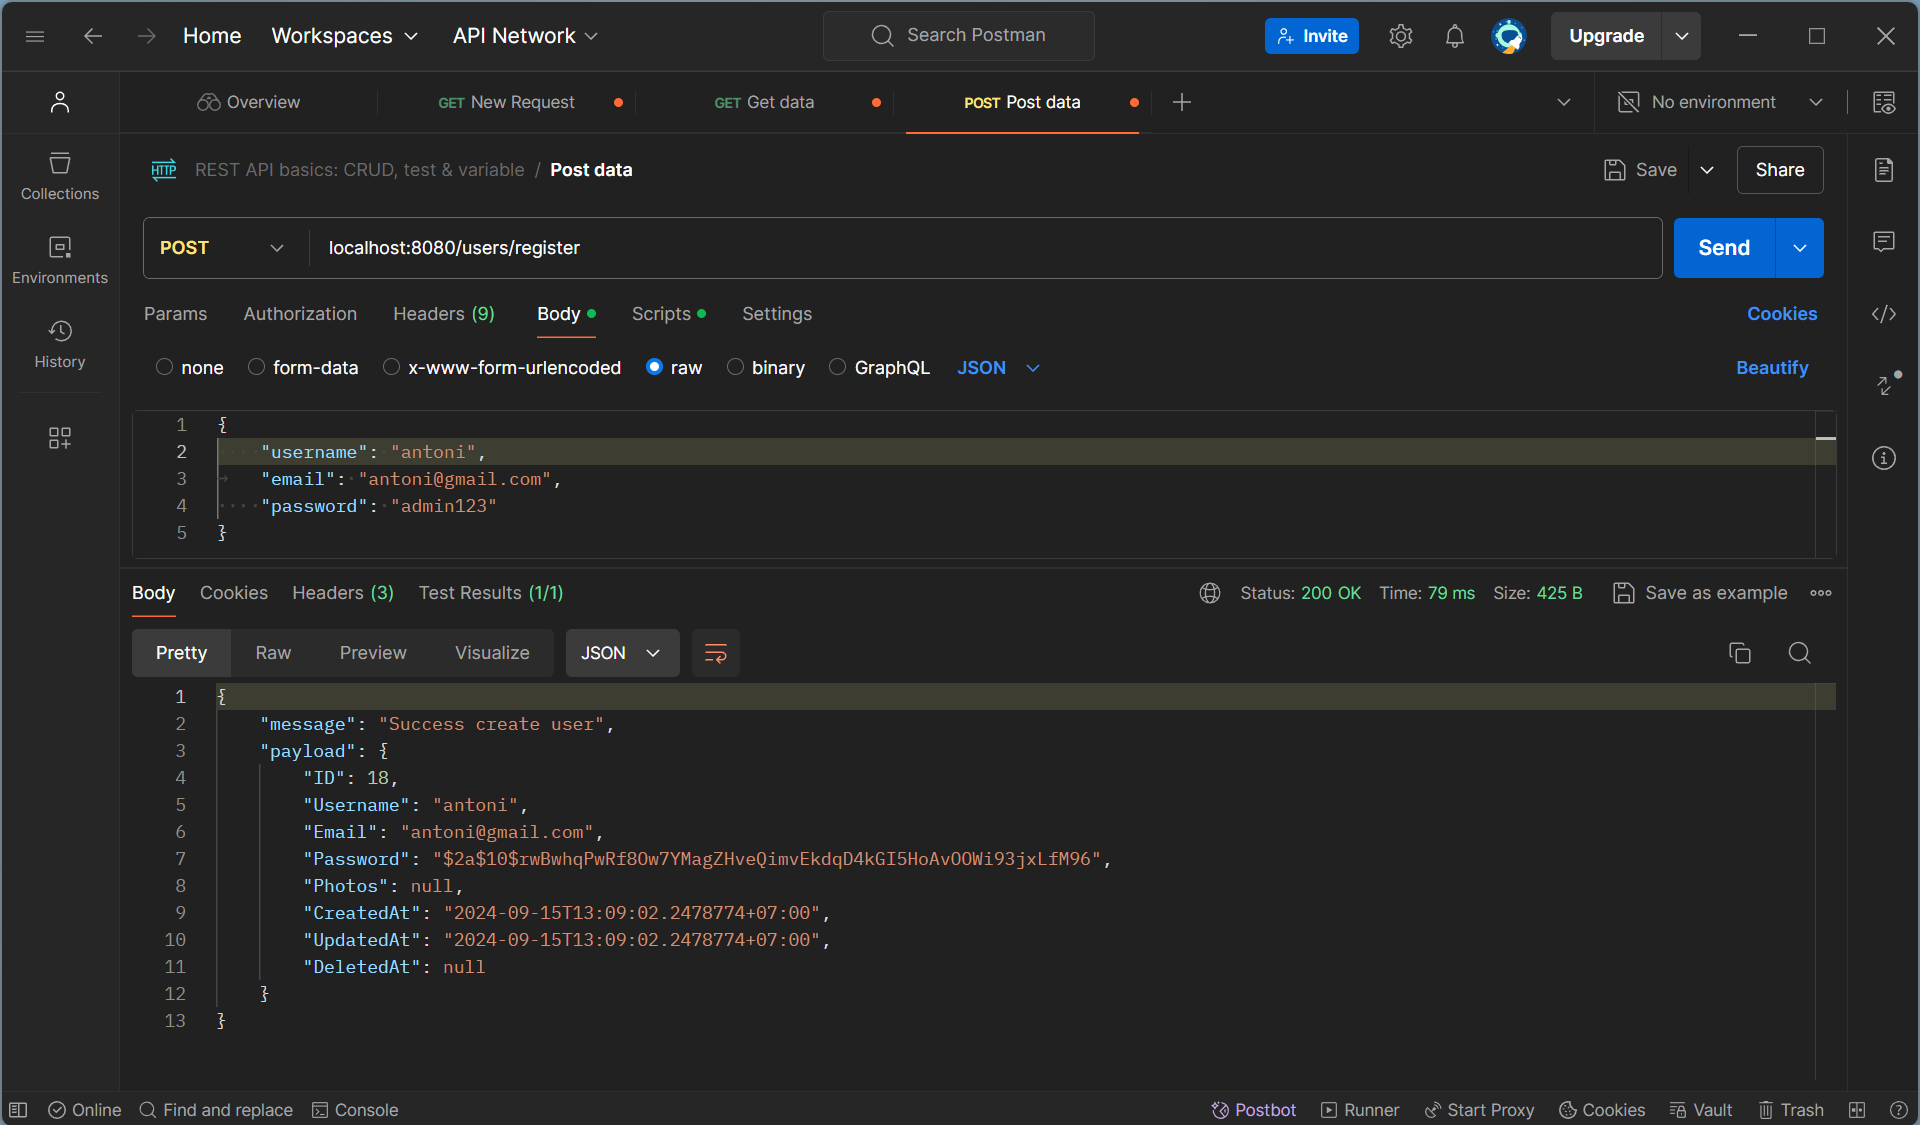 Home Workspaces API Network Search Postman Invite Upgrade
Overview GET New Request GET Get data POST Post data No environment
HTTP REST API basics: CRUD, test & variable / Post data Save Share
Collections
Environments
History
POST localhost:8080/users/register Send
Params Authorization Headers (9) Body Scripts Settings Cookies
none form-data x-www-form-urlencoded raw binary GraphQL JSON Beautify
1 {
2 "username": "antoni",
3 "email": "antoni@gmail.com",
4 "password": "admin123"
5 }
Body Cookies Headers (3) Test Results (1/1) Status: 200 OK Time: 79 ms Size: 425 B Save as example
Pretty Raw Preview Visualize JSON
1 {
2 "message": "Success create user",
3 "payload": {
4 "ID": 18,
5 "Username": "antoni",
6 "Email": "antoni@gmail.com",
7 "Password": "$2a$10$rwBwhqPwRf8Ow7YMagZHveQimvEkdqD4kGI5HoAvOOWi93jxLfM96",
8 "Photos": null,
9 "CreatedAt": "2024-09-15T13:09:02.2478774+07:00",
10 "UpdatedAt": "2024-09-15T13:09:02.2478774+07:00",
11 "DeletedAt": null
12 }
13 }
Online Find and replace Console Postbot Runner Start Proxy Cookies Vault Trash